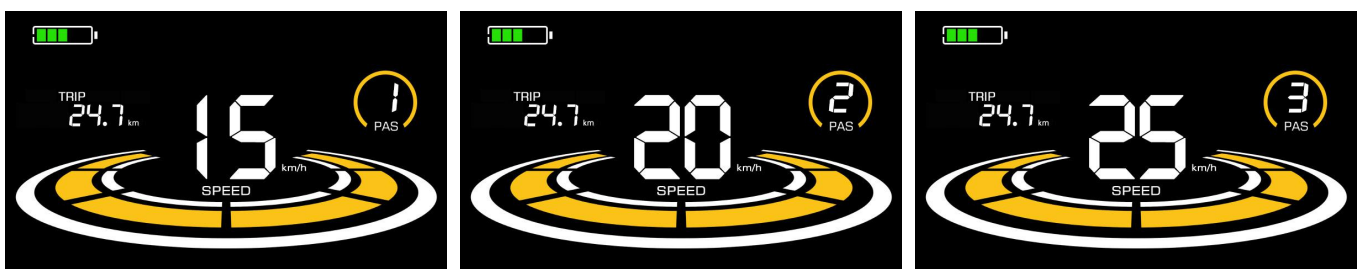 TRIP
24.7 km
15 km/h
SPEED
1
PAS
TRIP
24.7 km
20 km/h
SPEED
2
PAS
TRIP
24.7 km
25 km/h
SPEED
3
PAS